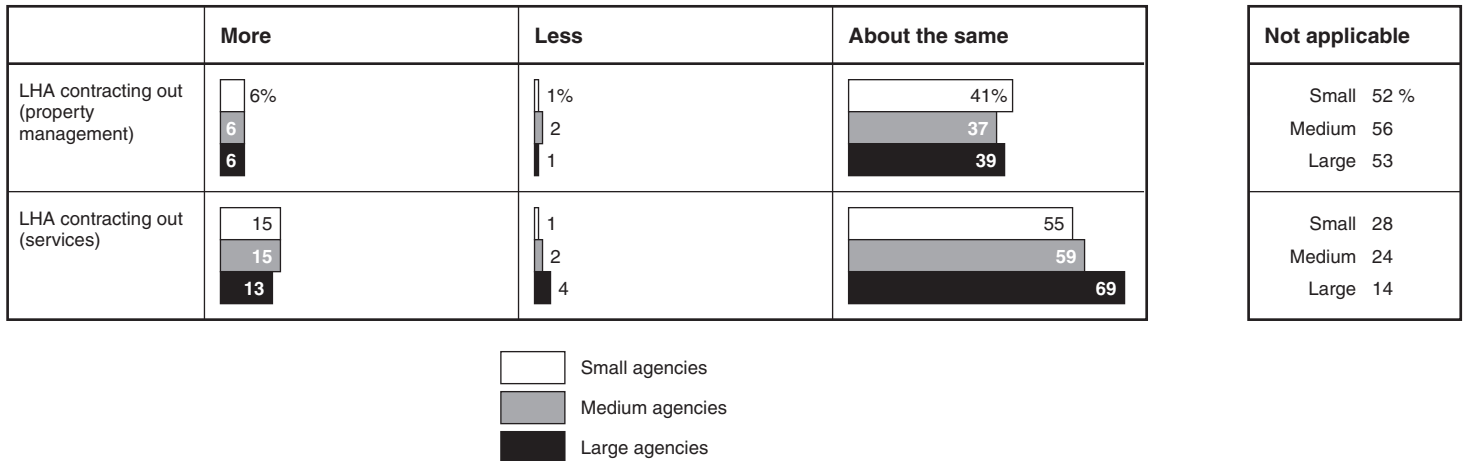 More Less About the same Not applicable
LHA contracting out
(property
management)
6% 1% 41% Small 52 %
6 2 37 Medium 56
6 1 39 Large 53
LHA contracting out
(services)
15 1 55 Small 28
15 2 59 Medium 24
13 4 69 Large 14
Small agencies
Medium agencies
Large agencies